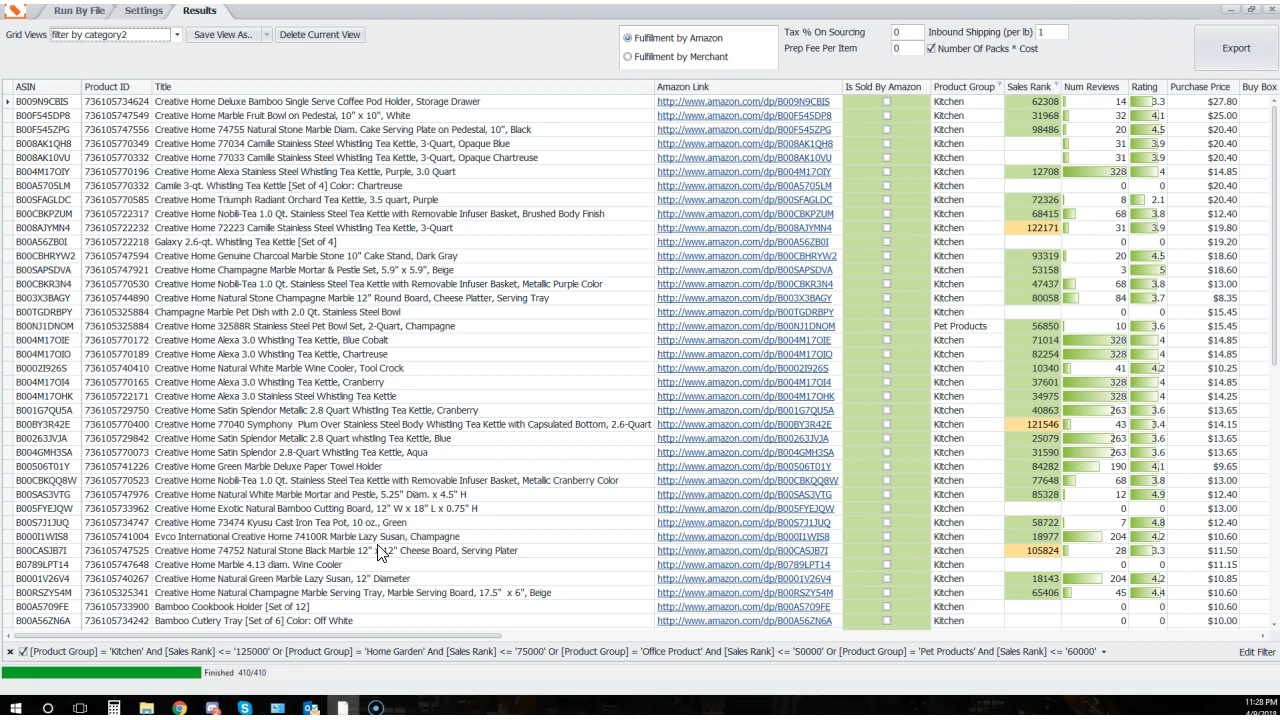 Run By File Settings Results
Grid Views filter by category2 Save View As.. Delete Current View
Fulfillment by Amazon
Fulfillment by Merchant
Tax % On Sourcing 0 Inbound Shipping (per lb) 1
Prep Fee Per Item 0 Number Of Packs * Cost
Export
ASIN Product ID Title Amazon Link Is Sold By Amazon Product Group Sales Rank Num Reviews Rating Purchase Price Buy Box
B009N9CBIS 736105734624 Creative Home Deluxe Bamboo Single Serve Coffee Pod Holder, Storage Drawer http://www.amazon.com/dp/B009N9CBIS Kitchen 62308 14 3.3 $27.80
B00F545DP8 736105747549 Creative Home Marble Fruit Bowl on Pedestal, 10" x 10", White http://www.amazon.com/dp/B00F545DP8 Kitchen 31968 32 4.1 $25.00
B00F545ZPG 736105747556 Creative Home 74755 Natural Stone Marble Diam. Cake Serving Plate on Pedestal, 10", Black http://www.amazon.com/dp/B00F545ZPG Kitchen 98486 20 4.5 $20.40
B008AK1QH8 736105770349 Creative Home 77034 Camille Stainless Steel Whistling Tea Kettle, 3-Quart, Opaque Blue http://www.amazon.com/dp/B008AK1QH8 Kitchen 31 3.9 $20.40
B008AK10VU 736105770332 Creative Home 77033 Camille Stainless Steel Whistling Tea Kettle, 3-Quart, Opaque Chartreuse http://www.amazon.com/dp/B008AK10VU Kitchen 31 3.9 $20.40
B004M17OIY 736105770196 Creative Home Alexa Stainless Steel Whistling Tea Kettle, Purple, 3.0 Quart http://www.amazon.com/dp/B004M17OIY Kitchen 12708 328 4 $14.85
B00A5705LM 736105770332 Camile 3-qt. Whistling Tea Kettle [Set of 4] Color: Chartreuse http://www.amazon.com/dp/B00A5705LM Kitchen 0 0 $20.40
B00SFAGLDC 736105770585 Creative Home Triumph Radiant Orchard Tea Kettle, 3.5 quart, Purple http://www.amazon.com/dp/B00SFAGLDC Kitchen 72326 8 2.1 $20.40
B00CBKPZUM 736105722317 Creative Home Nobili-Tea 1.0 Qt. Stainless Steel Tea Kettle with Removable Infuser Basket, Brushed Body Finish http://www.amazon.com/dp/B00CBKPZUM Kitchen 68415 68 3.8 $12.40
B008AJYMN4 736105722232 Creative Home 72223 Camille Stainless Steel Whistling Tea Kettle, 3-Quart http://www.amazon.com/dp/B008AJYMN4 Kitchen 122171 31 3.9 $19.80
B00A56ZB0I 736105722218 Galaxy 2.6-qt. Whistling Tea Kettle [Set of 4] http://www.amazon.com/dp/B00A56ZB0I Kitchen 0 0 $19.20
B00CBHRYW2 736105747594 Creative Home Genuine Charcoal Marble Stone 10" Cake Stand, Dark Gray http://www.amazon.com/dp/B00CBHRYW2 Kitchen 93319 20 4.5 $18.60
B00SAPSDVA 736105747921 Creative Home Champagne Marble Mortar & Pestle Set, 5.9" x 5.9", Beige http://www.amazon.com/dp/B00SAPSDVA Kitchen 53158 3 5 $18.60
B00CBKR3N4 736105770530 Creative Home Nobili-Tea 1.0 Qt. Stainless Steel Tea Kettle with Removable Infuser Basket, Metallic Purple Color http://www.amazon.com/dp/B00CBKR3N4 Kitchen 47437 68 3.8 $13.00
B003X3BAGY 736105744890 Creative Home Natural Stone Champagne Marble 12" Round Board, Cheese Platter, Serving Tray http://www.amazon.com/dp/B003X3BAGY Kitchen 80058 84 3.7 $8.35
B00TGDRBPY 736105325884 Champagne Marble Pet Dish with 2.0 Qt. Stainless Steel Bowl http://www.amazon.com/dp/B00TGDRBPY Kitchen 0 0 $15.45
B00NJ1DNOM 736105325884 Creative Home 32588R Stainless Steel Pet Bowl Set, 2-Quart, Champagne http://www.amazon.com/dp/B00NJ1DNOM Pet Products 56850 10 3.6 $15.45
B004M17OIE 736105770172 Creative Home Alexa 3.0 Whistling Tea Kettle, Blue Cobalt http://www.amazon.com/dp/B004M17OIE Kitchen 71014 328 4 $14.85
B004M17OIO 736105770189 Creative Home Alexa 3.0 Whistling Tea Kettle, Chartreuse http://www.amazon.com/dp/B004M17OIO Kitchen 82254 328 4 $14.85
B0002I926S 736105740410 Creative Home Natural White Marble Wine Cooler, Tool Crock http://www.amazon.com/dp/B0002I926S Kitchen 10340 41 4.2 $10.25
B004M17OI4 736105770165 Creative Home Alexa 3.0 Whistling Tea Kettle, Cranberry http://www.amazon.com/dp/B004M17OI4 Kitchen 37601 328 4 $14.85
B004M17OHK 736105722171 Creative Home Alexa 3.0 Stainless Steel Whistling Tea Kettle http://www.amazon.com/dp/B004M17OHK Kitchen 34975 328 4 $14.85
B001G7QU5A 736105729750 Creative Home Satin Splendor Metallic 2.8 Quart Whistling Tea Kettle, Cranberry http://www.amazon.com/dp/B001G7QU5A Kitchen 40863 263 3.6 $13.65
B00BY3R42E 736105770400 Creative Home 77040 Symphony Plum Over Stainless Steel Body Whistling Tea Kettle with Capsulated Bottom, 2.6-Quart http://www.amazon.com/dp/B00BY3R42E Kitchen 121546 43 3.4 $14.15
B00263JVJA 736105729842 Creative Home Satin Splendor Metallic 2.8 Quart whistling Tea Kettle, Blue http://www.amazon.com/dp/B00263JVJA Kitchen 25079 263 3.6 $13.65
B004GMH3SA 736105770073 Creative Home Satin Splendor 2.8-Quart Whistling Tea Kettle, Aqua http://www.amazon.com/dp/B004GMH3SA Kitchen 31590 263 3.6 $13.65
B00506T01Y 736105741226 Creative Home Green Marble Deluxe Paper Towel Holder http://www.amazon.com/dp/B00506T01Y Kitchen 84282 190 4.1 $9.65
B00CBKQQ8W 736105770523 Creative Home Nobili-Tea 1.0 Qt. Stainless Steel Tea Kettle with Removable Infuser Basket, Metallic Cranberry Color http://www.amazon.com/dp/B00CBKQQ8W Kitchen 77648 68 3.8 $13.00
B00SAS3VTG 736105747976 Creative Home Natural White Marble Mortar and Pestle, 5.25" Diam. x 4.5" H http://www.amazon.com/dp/B00SAS3VTG Kitchen 85328 12 4.9 $12.40
B005FYEJQW 736105733962 Creative Home Exotic Natural Bamboo Cutting Board, 12" W x 18" L x 0.75" H http://www.amazon.com/dp/B005FYEJQW Kitchen 0 0 $12.40
B00S7J1JUQ 736105734747 Creative Home 73474 Kyusu Cast Iron Tea Pot, 10 oz., Green http://www.amazon.com/dp/B00S7J1JUQ Kitchen 58722 7 4.8 $12.40
B000I1WIS8 736105741004 Evco International Creative Home 74100R Marble Lazy Susan, Champagne http://www.amazon.com/dp/B000I1WIS8 Kitchen 18977 204 4.2 $10.60
B00CASJB7I 736105747525 Creative Home 74752 Natural Stone Black Marble 12" x 12" Cheese Board, Serving Plater http://www.amazon.com/dp/B00CASJB7I Kitchen 105824 28 3.3 $11.50
B0789LPT14 736105747648 Creative Home Marble 4.13 diam. Wine Cooler http://www.amazon.com/dp/B0789LPT14 Kitchen 0 0 $11.15
B0001V26V4 736105740267 Creative Home Natural Green Marble Lazy Susan, 12" Diameter http://www.amazon.com/dp/B0001V26V4 Kitchen 18143 204 4.2 $10.85
B00RSZY54M 736105325341 Creative Home Natural Champagne Marble Serving Tray, Marble Serving Board, 17.5" x 6", Beige http://www.amazon.com/dp/B00RSZY54M Kitchen 65406 45 4.4 $10.60
B00A5709FE 736105733900 Bamboo Cookbook Holder [Set of 12] http://www.amazon.com/dp/B00A5709FE Kitchen 0 0 $10.60
B00A56ZN6A 736105734242 Bamboo Cutlery Tray [Set of 6] Color: Off White http://www.amazon.com/dp/B00A56ZN6A Kitchen 0 0 $10.00
[Product Group] = 'Kitchen' And [Sales Rank] <= '125000' Or [Product Group] = 'Home Garden' And [Sales Rank] <= '75000' Or [Product Group] = 'Office Product' And [Sales Rank] <= '50000' Or [Product Group] = 'Pet Products' And [Sales Rank] <= '60000' Edit Filter
Finished 410/410
11:28 PM
4/9/2018